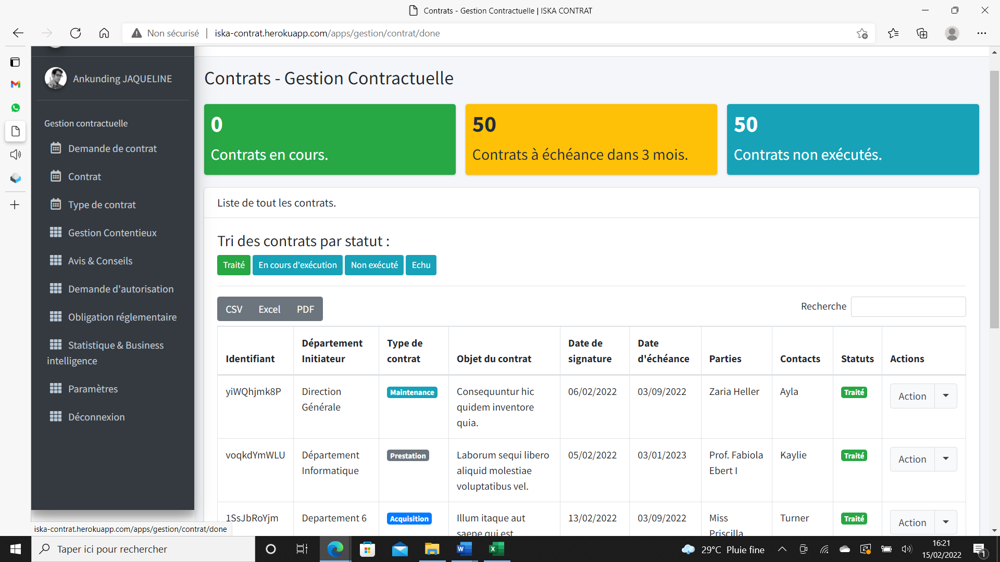 Contrats - Gestion Contractuelle | ISKA CONTRAT
Non sécurisé | iska-contrat.herokuapp.com/apps/gestion/contrat/done
Ankunding JAQUELINE
Gestion contractuelle
Demande de contrat
Contrat
Type de contrat
Gestion Contentieux
Avis & Conseils
Demande d'autorisation
Obligation réglementaire
Statistique & Business
intelligence
Paramètres
Déconnexion
Contrats - Gestion Contractuelle
0
Contrats en cours.
50
Contrats à échéance dans 3 mois.
50
Contrats non exécutés.
Liste de tout les contrats.
Tri des contrats par statut :
Traité En cours d'exécution Non exécuté Echu
CSV Excel PDF
Recherche
Identifiant
Département
Initiateur
Type de
contrat
Objet du contrat
Date de
signature
Date
d'échéance
Parties
Contacts
Statuts
Actions
yiWQhjmk8P
Direction
Générale
Maintenance
Consequuntur hic
quidem inventore
quia.
06/02/2022
03/09/2022
Zaria Heller
Ayla
Traité
Action
voqkdYmWLU
Département
Informatique
Prestation
Laborum sequi libero
aliquid molestiae
voluptatibus vel.
05/02/2022
03/01/2023
Prof. Fabiola
Ebert I
Kaylie
Traité
Action
1SsJbRoYjm
Departement 6
Acquisition
Illum itaque aut
saepe qui est
13/02/2022
03/09/2022
Miss
Priscilla
Turner
Traité
Action
iska-contrat.herokuapp.com/apps/gestion/contrat/done
Taper ici pour rechercher
29°C Pluie fine
16:21
15/02/2022
1